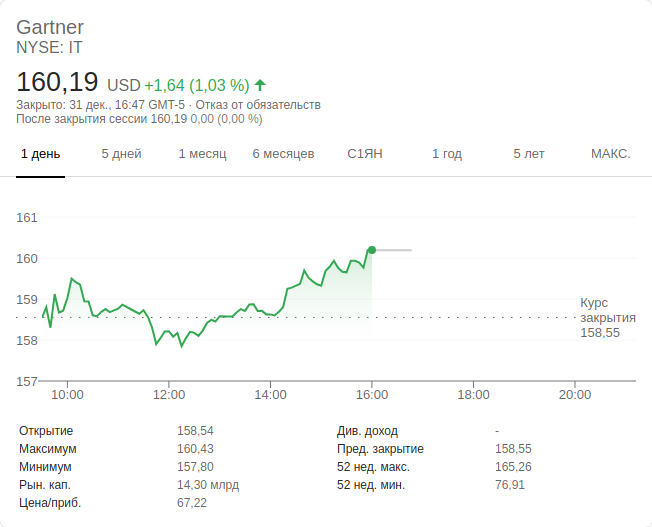 Gartner
NYSE: IT
160,19 USD +1,64 (1,03 %)
Закрыто: 31 дек., 16:47 GMT-5 · Отказ от обязательств
После закрытия сессии 160,19 0,00 (0,00 %)
1 день 5 дней 1 месяц 6 месяцев С1ЯН 1 год 5 лет МАКС.
161
160
159
158
157
Курс
закрытия
158,55
10:00 12:00 14:00 16:00 18:00 20:00
Открытие 158,54 Див. доход -
Максимум 160,43 Пред. закрытие 158,55
Минимум 157,80 52 нед. макс. 165,26
Рын. кап. 14,30 млрд 52 нед. мин. 76,91
Цена/приб. 67,22